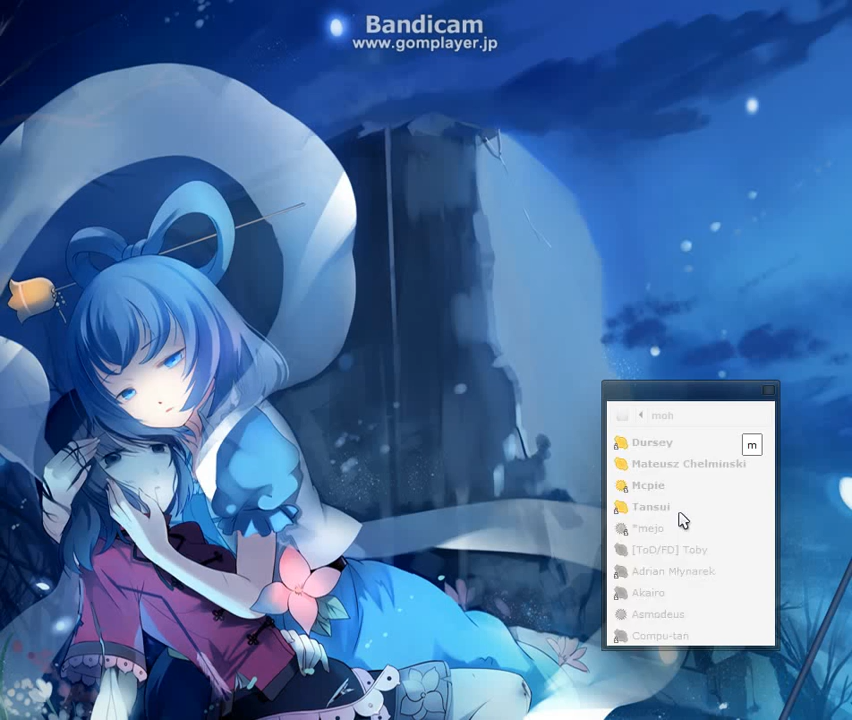 Bandicam
www.gomplayer.jp
moh
Dursey
m
Mateusz Chelminski
Mcpie
Tansui
"mejo
[ToD/FD] Toby
Adrian Młynarek
Akairo
Asmodeus
Compu-tan